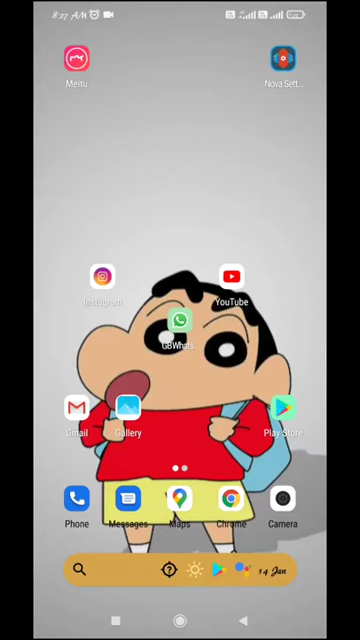 8:27 AM
Meitu
Nova Sett...
Instagram
YouTube
GBWhats
Gmail
Gallery
Play Store
Phone
Messages
Maps
Chrome
Camera
14 Jan